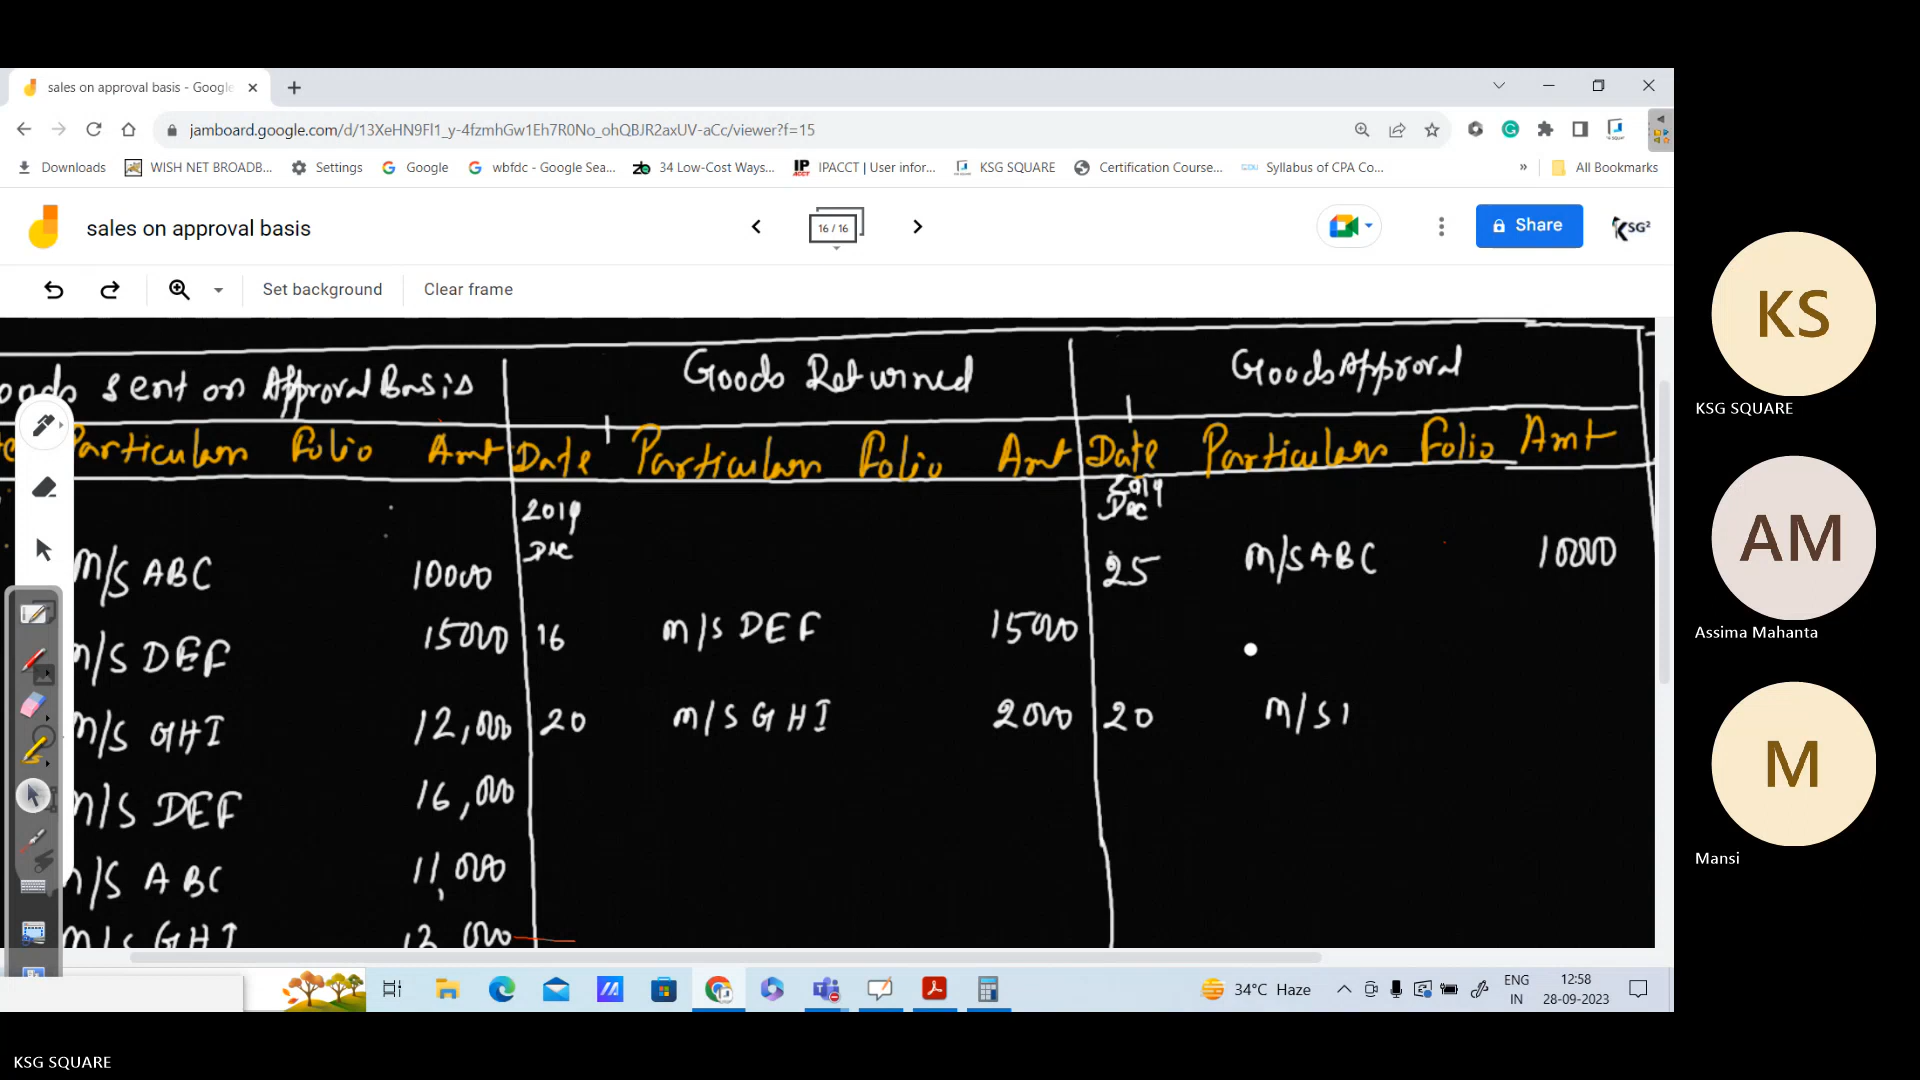 sales on approval basis - Google
jamboard.google.com/d/13XeHN9Fl1_y-4fzmhGw1Eh7R0No_ohQBJR2axUV-aCc/viewer?f=15
Downloads WISH NET BROADB... Settings Google wbfdc - Google Sea... 34 Low-Cost Ways... IPACCT | User infor... KSG SQUARE Certification Course... Syllabus of CPA Co... » All Bookmarks
sales on approval basis
16 / 16
Share
KSG²
Set background Clear frame
oods sent on Approval Basis Goods Returned Goods Approval
Particulars Folio Amt Date Particulars Folio Amt Date Particulars Folio Amt
2019 2019
Dec Dec
M/S ABC 10000 25 M/S ABC 10000
M/S DEF 15000 16 M/S DEF 15000
M/S GHI 12,000 20 M/S GHI 2000 20 M/S
M/S DEF 16,000
M/S ABC 11,000
M/S GHI 000
KS
KSG SQUARE
AM
Assima Mahanta
M
Mansi
34°C Haze
ENG
IN
12:58
28-09-2023
KSG SQUARE